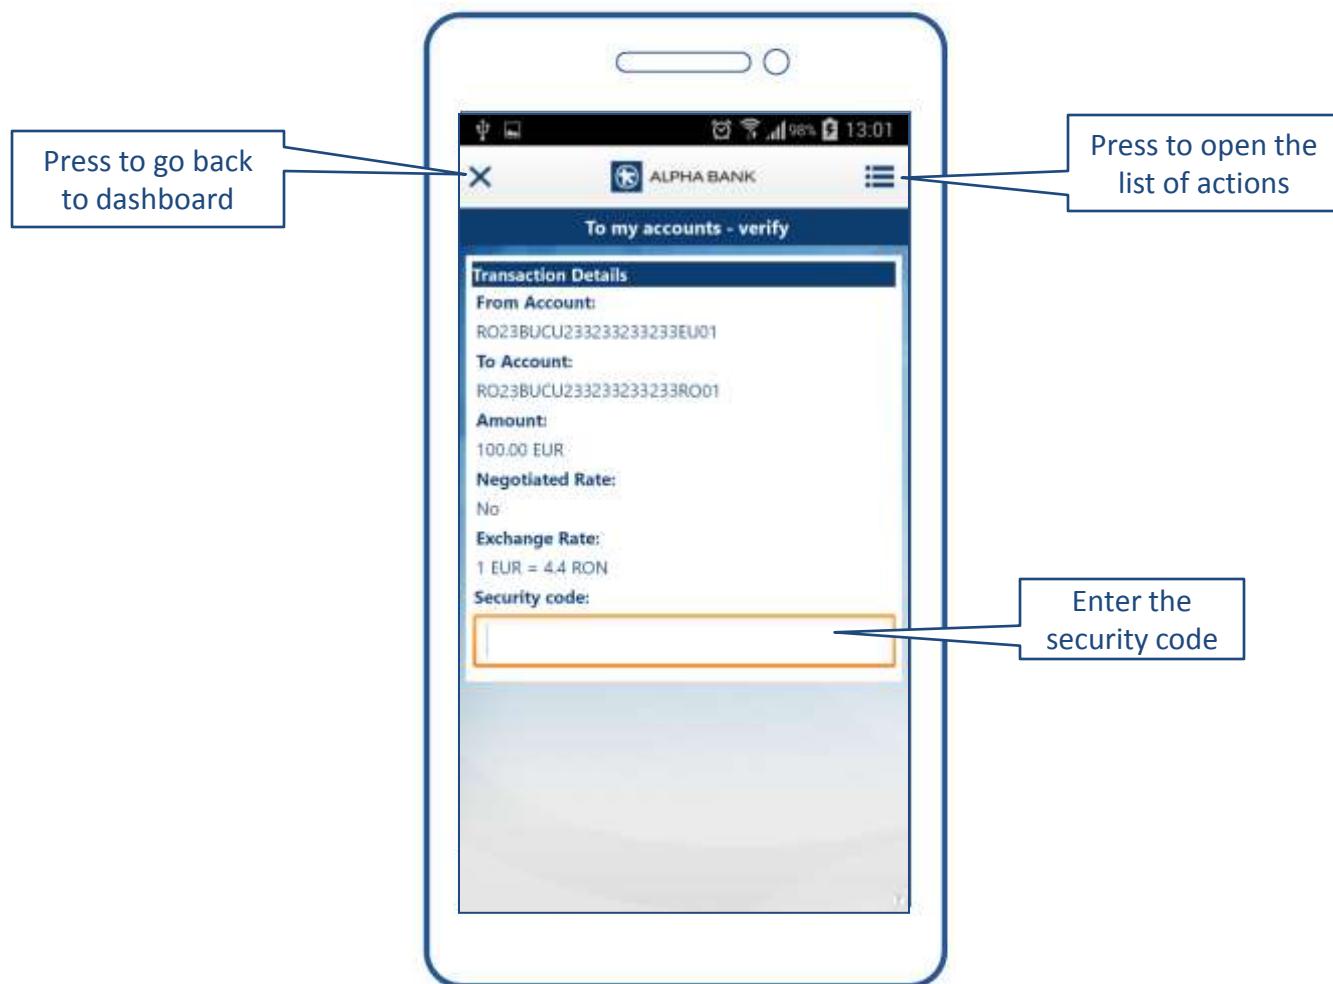 98% 13:01
Press to go back
to dashboard
ALPHA BANK
Press to open the
list of actions
To my accounts - verify
Transaction Details
From Account:
RO23BUCU233233233233EU01
To Account:
RO23BUCU233233233233RO01
Amount:
100.00 EUR
Negotiated Rate:
No
Exchange Rate:
1 EUR = 4.4 RON
Security code:
Enter the
security code